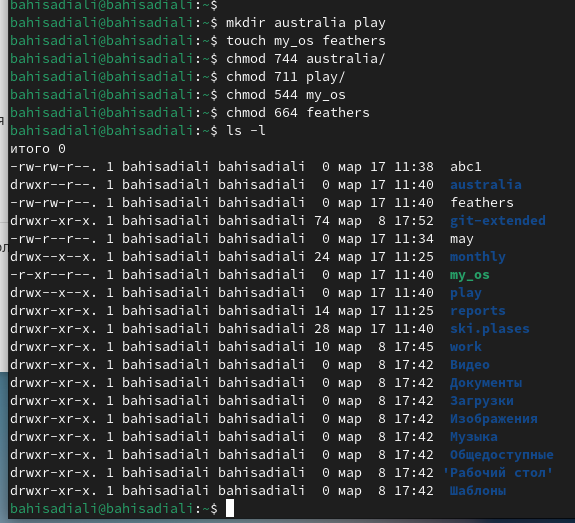 bahisadiali@bahisadiali:~$
bahisadiali@bahisadiali:~$ mkdir australia play
bahisadiali@bahisadiali:~$ touch my_os feathers
bahisadiali@bahisadiali:~$ chmod 744 australia/
bahisadiali@bahisadiali:~$ chmod 711 play/
bahisadiali@bahisadiali:~$ chmod 544 my_os
bahisadiali@bahisadiali:~$ chmod 664 feathers
bahisadiali@bahisadiali:~$ ls -l
итого 0
-rw-rw-r--. 1 bahisadiali bahisadiali  0 мар 17 11:38  abc1
drwxr--r--. 1 bahisadiali bahisadiali  0 мар 17 11:40  australia
-rw-rw-r--. 1 bahisadiali bahisadiali  0 мар 17 11:40  feathers
drwxr-xr-x. 1 bahisadiali bahisadiali 74 мар  8 17:52  git-extended
-rw-r--r--. 1 bahisadiali bahisadiali  0 мар 17 11:34  may
drwx--x--x. 1 bahisadiali bahisadiali 24 мар 17 11:25  monthly
-r-xr--r--. 1 bahisadiali bahisadiali  0 мар 17 11:40  my_os
drwx--x--x. 1 bahisadiali bahisadiali  0 мар 17 11:40  play
drwxr-xr-x. 1 bahisadiali bahisadiali 14 мар 17 11:25  reports
drwxr-xr-x. 1 bahisadiali bahisadiali 28 мар 17 11:40  ski.plases
drwxr-xr-x. 1 bahisadiali bahisadiali 10 мар  8 17:45  work
drwxr-xr-x. 1 bahisadiali bahisadiali  0 мар  8 17:42  Видео
drwxr-xr-x. 1 bahisadiali bahisadiali  0 мар  8 17:42  Документы
drwxr-xr-x. 1 bahisadiali bahisadiali  0 мар  8 17:42  Загрузки
drwxr-xr-x. 1 bahisadiali bahisadiali  0 мар  8 17:42  Изображения
drwxr-xr-x. 1 bahisadiali bahisadiali  0 мар  8 17:42  Музыка
drwxr-xr-x. 1 bahisadiali bahisadiali  0 мар  8 17:42  Общедоступные
drwxr-xr-x. 1 bahisadiali bahisadiali  0 мар  8 17:42 'Рабочий стол'
drwxr-xr-x. 1 bahisadiali bahisadiali  0 мар  8 17:42  Шаблоны
bahisadiali@bahisadiali:~$